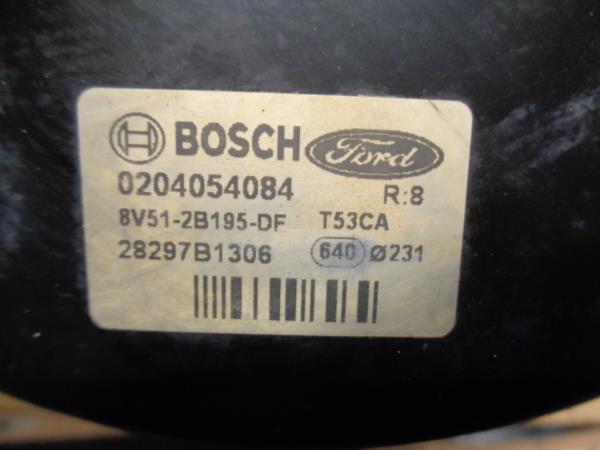 BOSCH Ford
0204054084 R:8
8V51-2B195-DF T53CA
28297B1306 640 Ø231